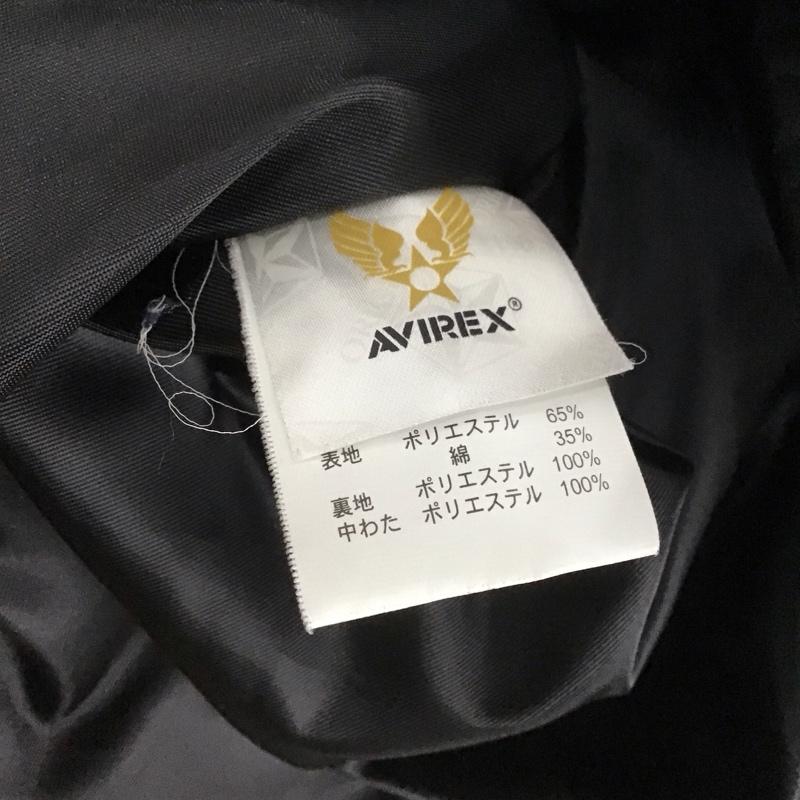 AVIREX®
表地 ポリエステル 65%
綿 35%
裏地 ポリエステル 100%
中わた ポリエステル 100%